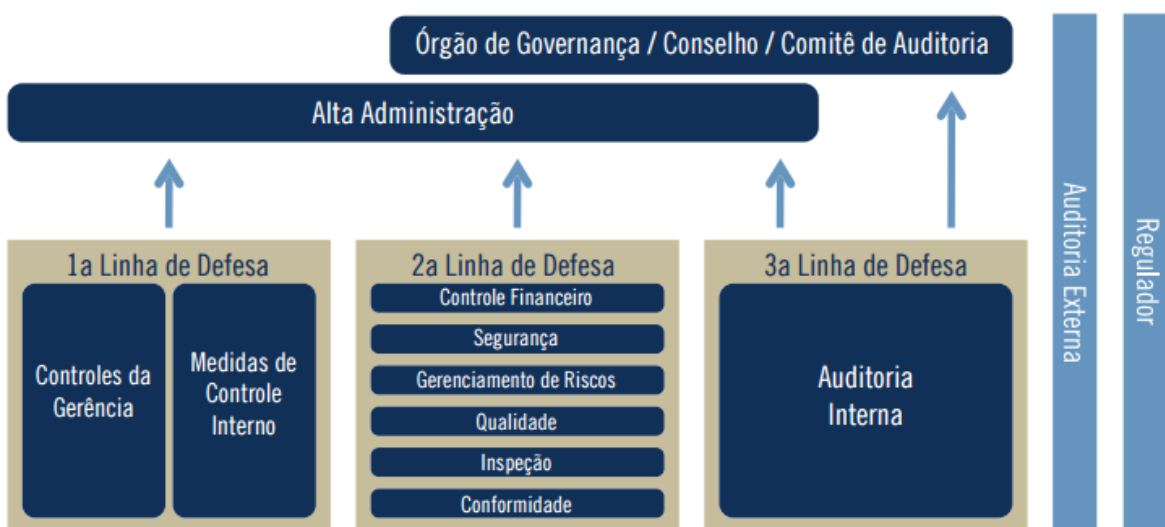 Órgão de Governança / Conselho / Comitê de Auditoria
Alta Administração
1a Linha de Defesa
Controles da
Gerência
Medidas de
Controle
Interno
2a Linha de Defesa
Controle Financeiro
Segurança
Gerenciamento de Riscos
Qualidade
Inspeção
Conformidade
3a Linha de Defesa
Auditoria
Interna
Auditoria Externa
Regulador